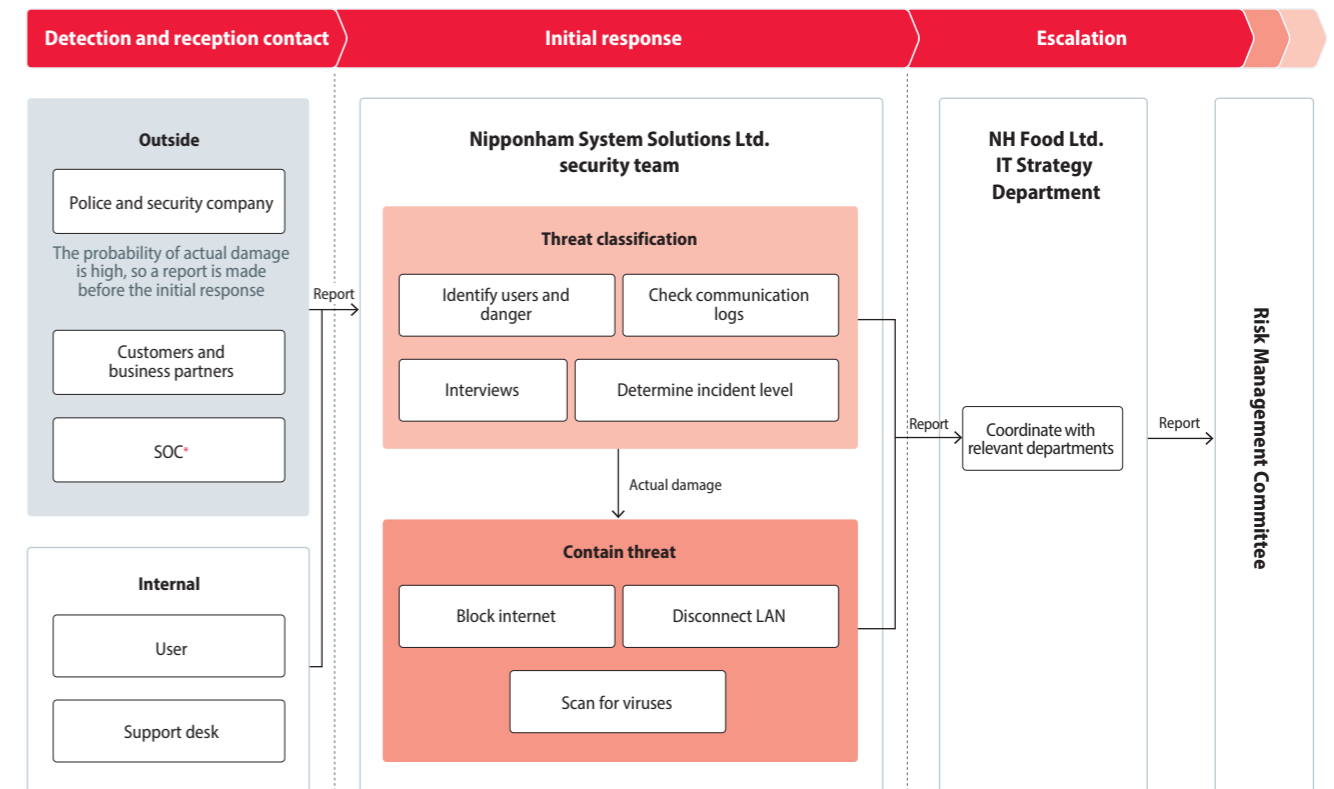 Detection and reception contact
Initial response
Escalation
Outside
Police and security company
The probability of actual damage
is high, so a report is made
before the initial response
Customers and
business partners
SOC*
Internal
User
Support desk
Report
Nipponham System Solutions Ltd.
security team
Threat classification
Identify users and
danger
Check communication
logs
Interviews
Determine incident level
Actual damage
Contain threat
Block internet
Disconnect LAN
Scan for viruses
Report
NH Food Ltd.
IT Strategy
Department
Coordinate with
relevant departments
Report
Risk Management Committee